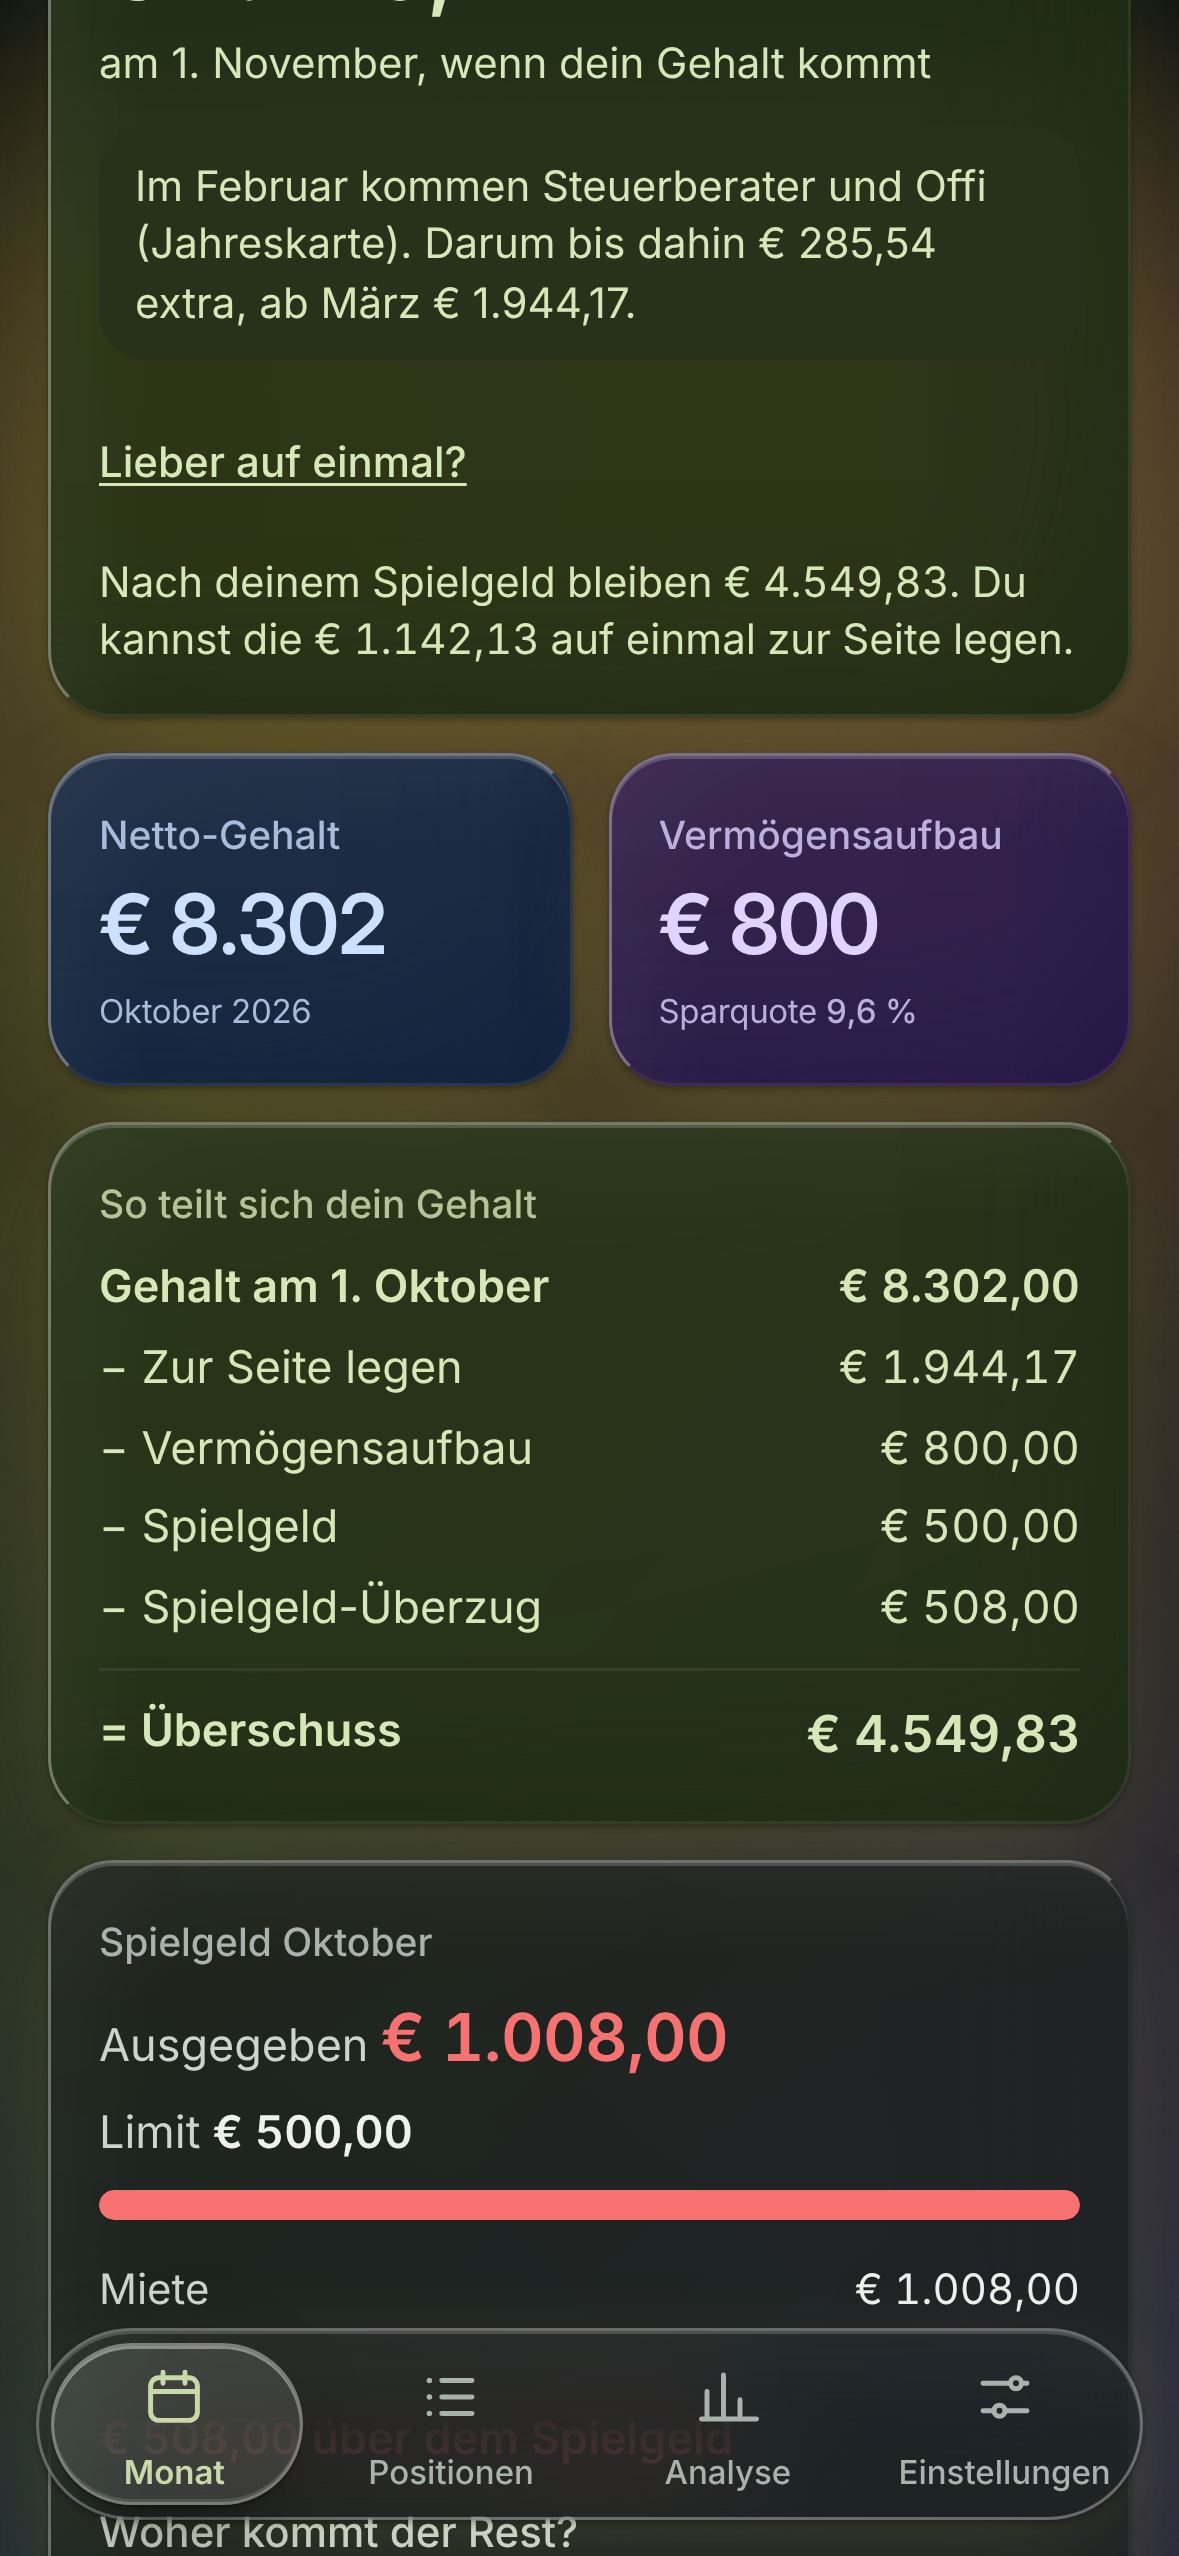 am 1. November, wenn dein Gehalt kommt
Im Februar kommen Steuerberater und Offi
(Jahreskarte). Darum bis dahin € 285,54
extra, ab März € 1.944,17.
Lieber auf einmal?
Nach deinem Spielgeld bleiben € 4.549,83. Du
kannst die € 1.142,13 auf einmal zur Seite legen.
Netto-Gehalt
€ 8.302
Oktober 2026
Vermögensaufbau
€ 800
Sparquote 9,6 %
So teilt sich dein Gehalt
Gehalt am 1. Oktober € 8.302,00
– Zur Seite legen € 1.944,17
– Vermögensaufbau € 800,00
– Spielgeld € 500,00
– Spielgeld-Überzug € 508,00
= Überschuss € 4.549,83
Spielgeld Oktober
Ausgegeben € 1.008,00
Limit € 500,00
Miete € 1.008,00
€ 508,00 über dem Spielgeld
Monat Positionen Analyse Einstellungen
Woher kommt der Rest?